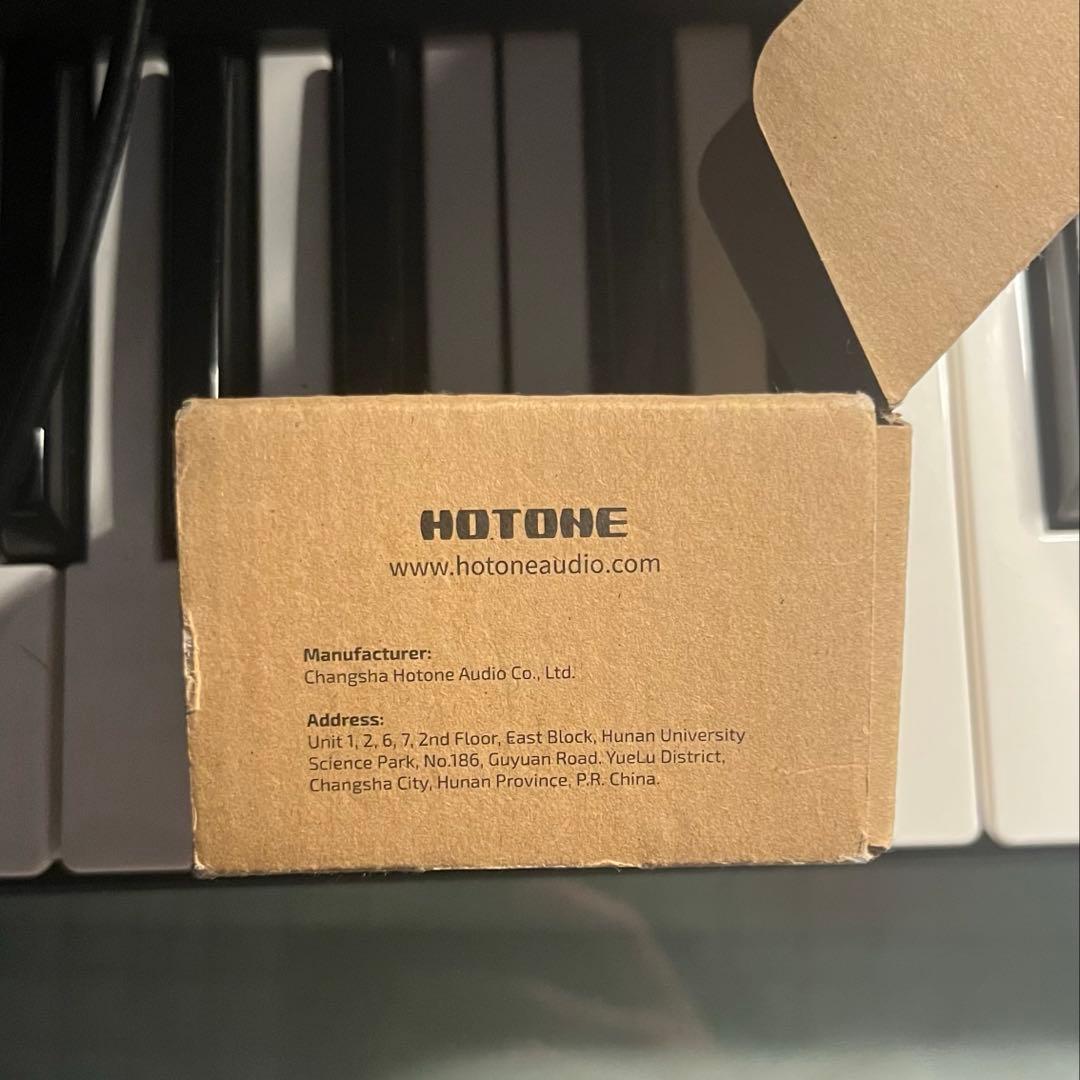 HOTONE
www.hotoneaudio.com
Manufacturer:
Changsha Hotone Audio Co., Ltd.
Address:
Unit 1, 2, 6, 7, 2nd Floor, East Block, Hunan University
Science Park, No.186, Guyuan Road. YueLu District,
Changsha City, Hunan Province, P.R. China.